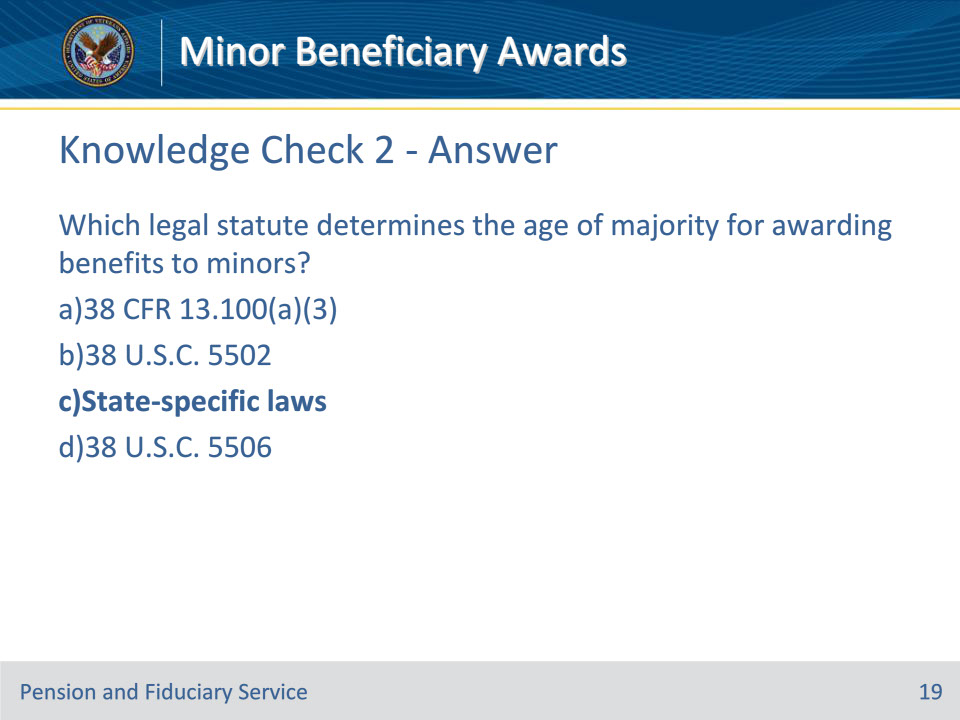 Minor Beneficiary Awards
Knowledge Check 2 - Answer
Which legal statute determines the age of majority for awarding
benefits to minors?
a)38 CFR 13.100(a)(3)
b)38 U.S.C. 5502
c)State-specific laws
d)38 U.S.C. 5506
Pension and Fiduciary Service
19